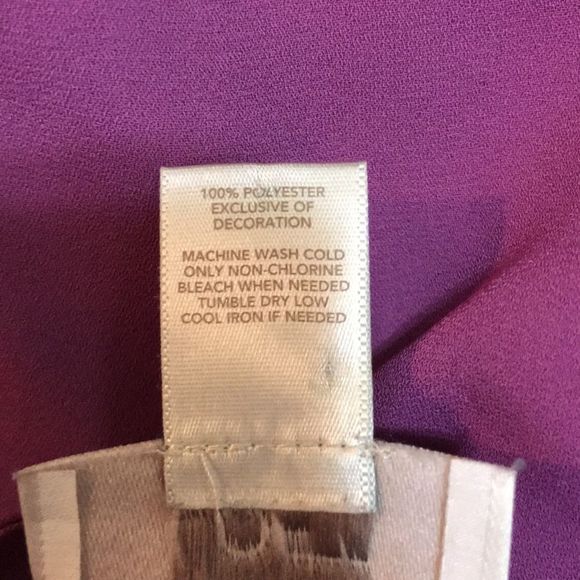 100% POLYESTER
EXCLUSIVE OF
DECORATION
MACHINE WASH COLD
ONLY NON-CHLORINE
BLEACH WHEN NEEDED
TUMBLE DRY LOW
COOL IRON IF NEEDED